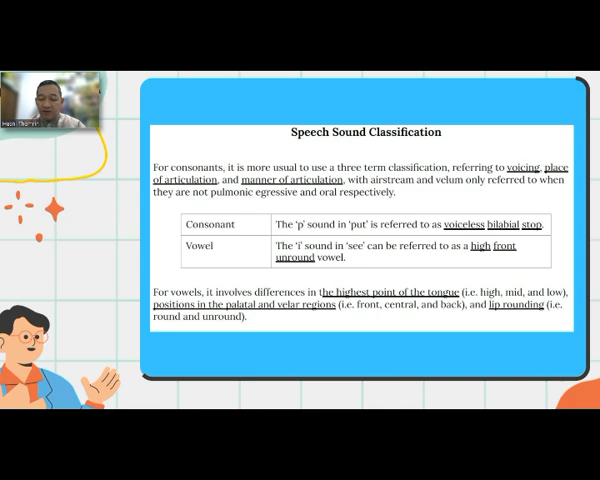 Speech Sound Classification
For consonants, it is more usual to use a three term classification, referring to voicing, place
of articulation, and manner of articulation, with airstream and velum only referred to when
they are not pulmonic egressive and oral respectively.
Consonant The 'p' sound in 'put' is referred to as voiceless bilabial stop.
Vowel The 'i' sound in 'see' can be referred to as a high front
unround vowel.
For vowels, it involves differences in the highest point of the tongue (i.e. high, mid, and low),
positions in the palatal and velar regions (i.e. front, central, and back), and lip rounding (i.e.
round and unround).